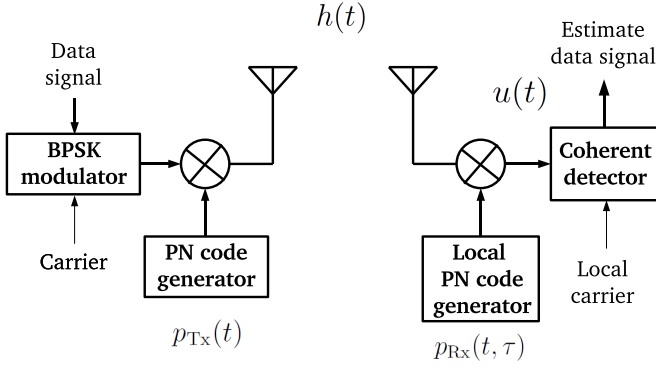 h(t)
Data
signal
BPSK
modulator
Carrier
PN code
generator
p_Tx(t)
Estimate
data signal
u(t)
Coherent
detector
Local
PN code
generator
p_Rx(t, τ)
Local
carrier